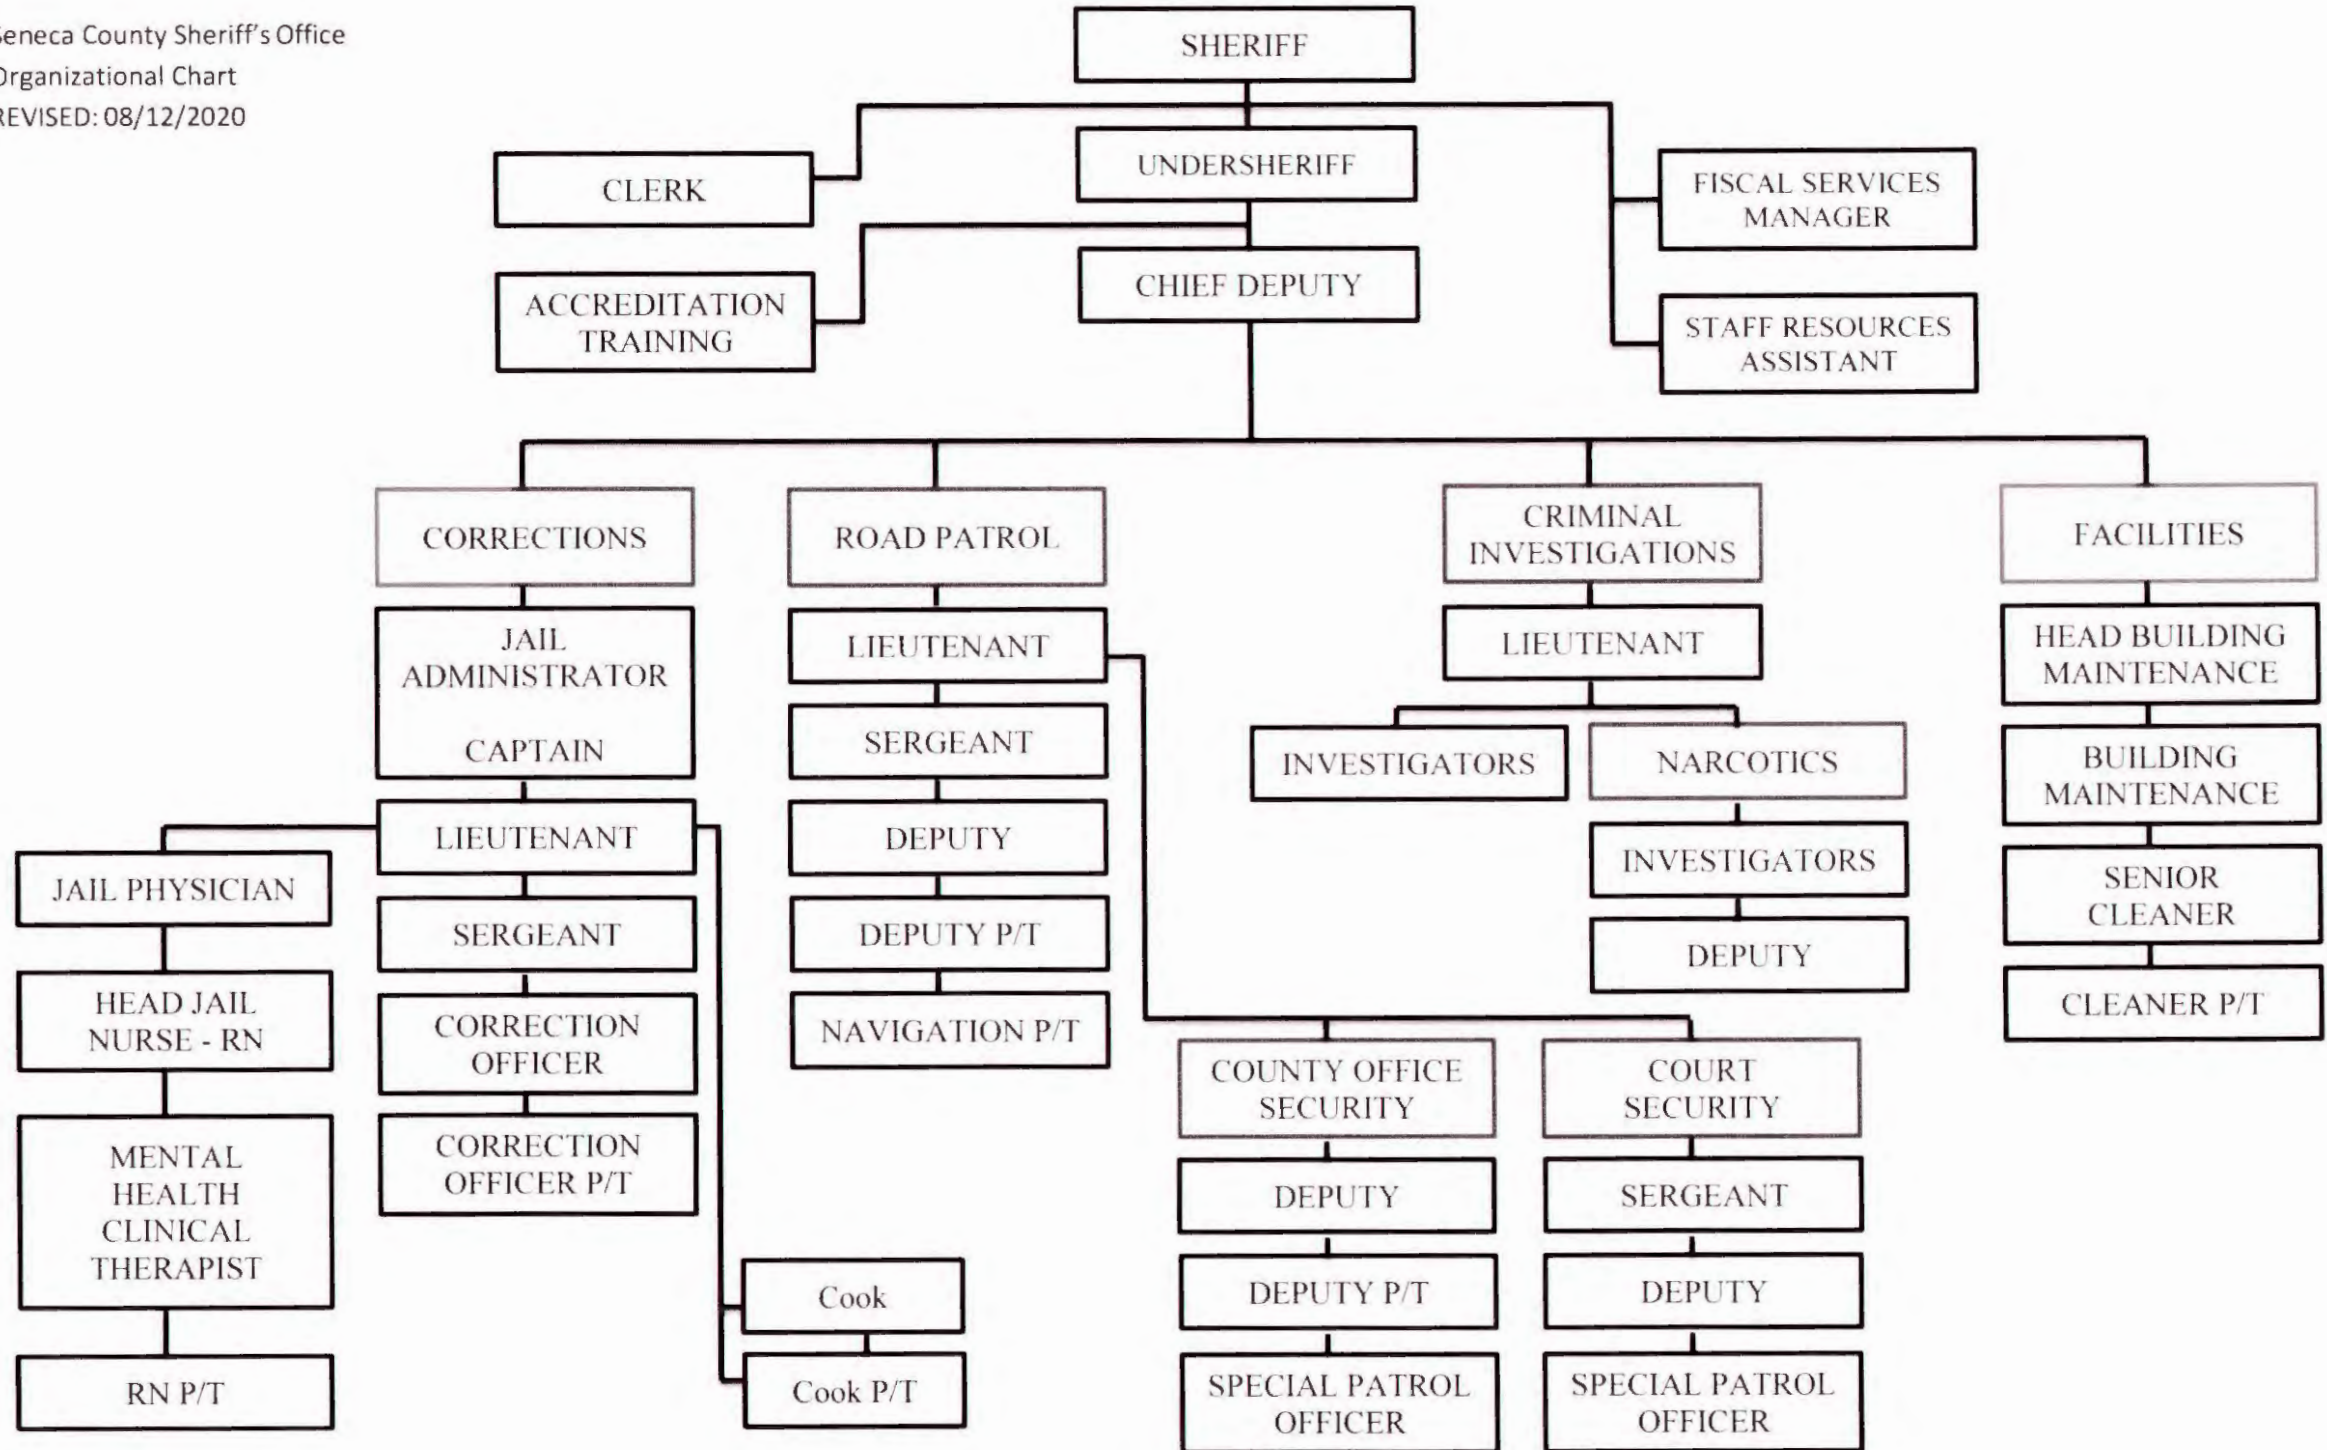 Seneca County Sheriff's Office
Organizational Chart
REVISED: 08/12/2020
SHERIFF
UNDERSHERIFF
CLERK
FISCAL SERVICES
MANAGER
CHIEF DEPUTY
ACCREDITATION
TRAINING
STAFF RESOURCES
ASSISTANT
CORRECTIONS
JAIL
ADMINISTRATOR
CAPTAIN
LIEUTENANT
SERGEANT
CORRECTION
OFFICER
CORRECTION
OFFICER P/T
JAIL PHYSICIAN
HEAD JAIL
NURSE - RN
MENTAL
HEALTH
CLINICAL
THERAPIST
RN P/T
Cook
Cook P/T
ROAD PATROL
LIEUTENANT
SERGEANT
DEPUTY
DEPUTY P/T
NAVIGATION P/T
COUNTY OFFICE
SECURITY
DEPUTY
DEPUTY P/T
SPECIAL PATROL
OFFICER
COURT
SECURITY
SERGEANT
DEPUTY
SPECIAL PATROL
OFFICER
CRIMINAL
INVESTIGATIONS
LIEUTENANT
INVESTIGATORS
NARCOTICS
INVESTIGATORS
DEPUTY
FACILITIES
HEAD BUILDING
MAINTENANCE
BUILDING
MAINTENANCE
SENIOR
CLEANER
CLEANER P/T